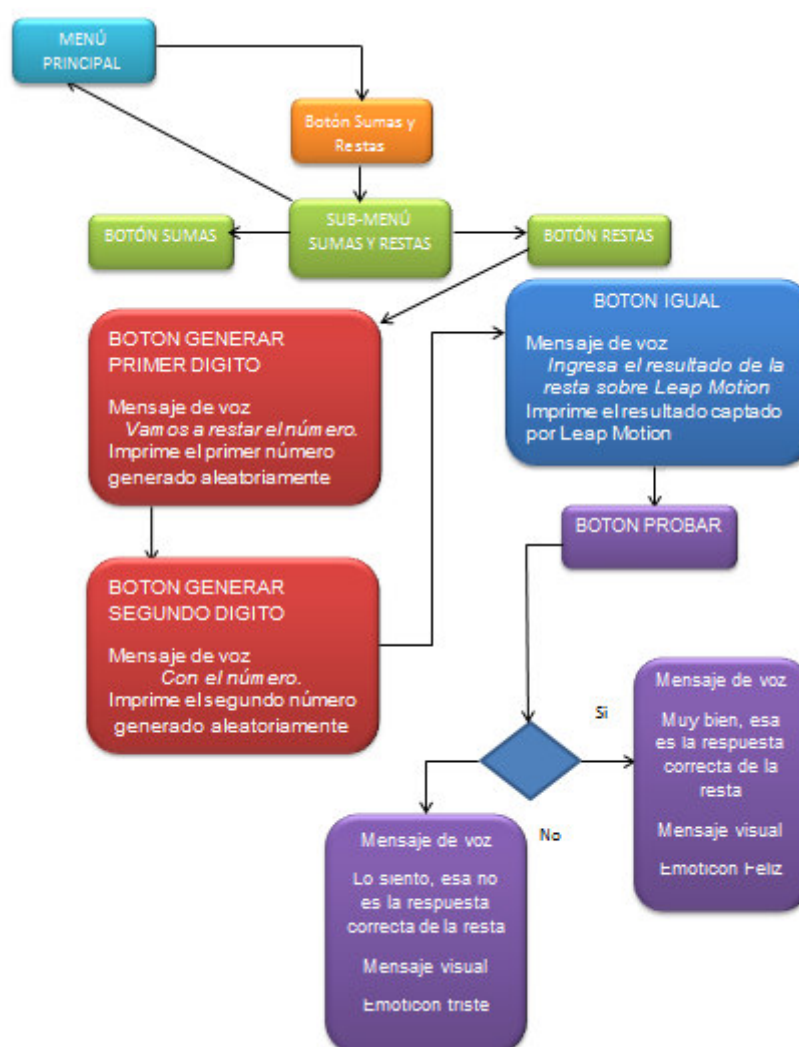 MENÚ
PRINCIPAL
Botón Sumas y
Restas
SUB-MENÚ
SUMAS Y RESTAS
BOTÓN SUMAS
BOTÓN RESTAS
BOTON GENERAR
PRIMER DIGITO
Mensaje de voz
Vamos a restar el número.
Imprime el primer número
generado aleatoriamente
BOTON GENERAR
SEGUNDO DIGITO
Mensaje de voz
Con el número.
Imprime el segundo número
generado aleatoriamente
BOTON IGUAL
Mensaje de voz
Ingresa el resultado de la
resta sobre Leap Motion
Imprime el resultado captado
por Leap Motion
BOTON PROBAR
Si
Mensaje de voz
Muy bien, esa
es la respuesta
correcta de la
resta
Mensaje visual
Emoticon Feliz
No
Mensaje de voz
Lo siento, esa no
es la respuesta
correcta de la resta
Mensaje visual
Emoticon triste